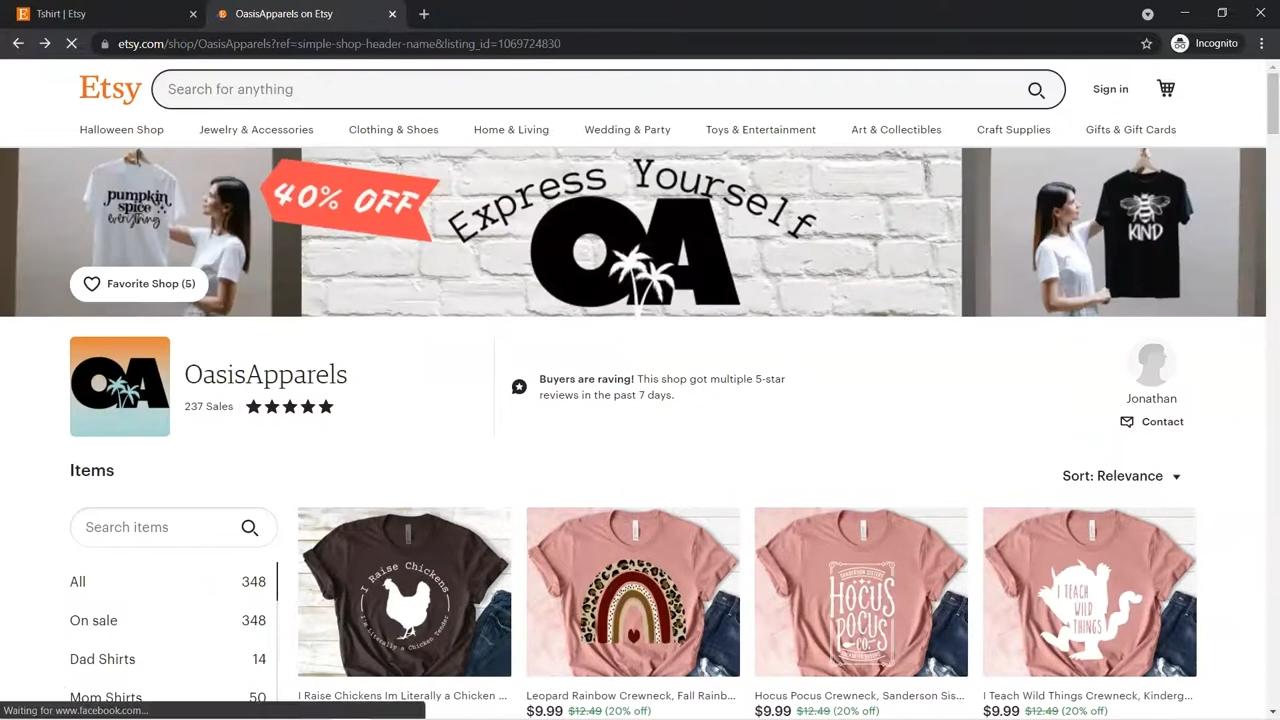 Tshirt | Etsy
OasisApparels on Etsy
etsy.com/shop/OasisApparels?ref=simple-shop-header-name&listing_id=1069724830
Incognito
Etsy
Search for anything
Sign in
Halloween Shop
Jewelry & Accessories
Clothing & Shoes
Home & Living
Wedding & Party
Toys & Entertainment
Art & Collectibles
Craft Supplies
Gifts & Gift Cards
pumpkin
spice
everything
40% OFF
Express Yourself
OA
BEE
KIND
Favorite Shop (5)
OA
OasisApparels
237 Sales
Buyers are raving! This shop got multiple 5-star
reviews in the past 7 days.
Jonathan
Contact
Items
Sort: Relevance
Search items
All 348
On sale 348
Dad Shirts 14
Mom Shirts 50
I Raise Chickens
I'm Literally a Chicken Tender
SANDERSON SISTERS
HOCUS
POCUS
CO.
I TEACH
WILD
THINGS
I Raise Chickens Im Literally a Chicken ...
Leopard Rainbow Crewneck, Fall Rainb...
Hocus Pocus Crewneck, Sanderson Sis...
I Teach Wild Things Crewneck, Kinderg...
$9.99 $12.49 (20% off)
$9.99 $12.49 (20% off)
$9.99 $12.49 (20% off)
$9.99 $12.49 (20% off)
Waiting for www.facebook.com...